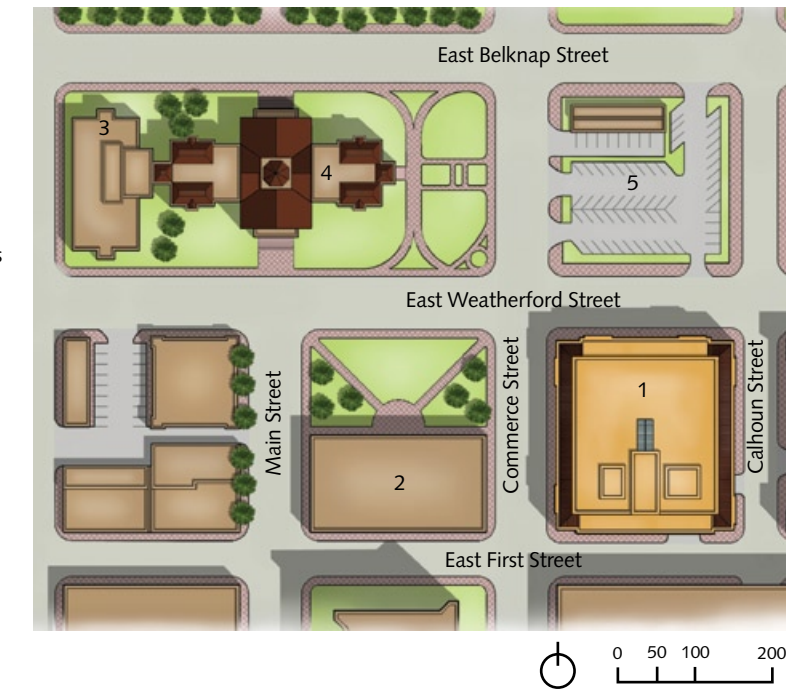 East Belknap Street
3
4
5
s
East Weatherford Street
Main Street
Commerce Street
Calhoun Street
1
2
East First Street
0 50 100 200